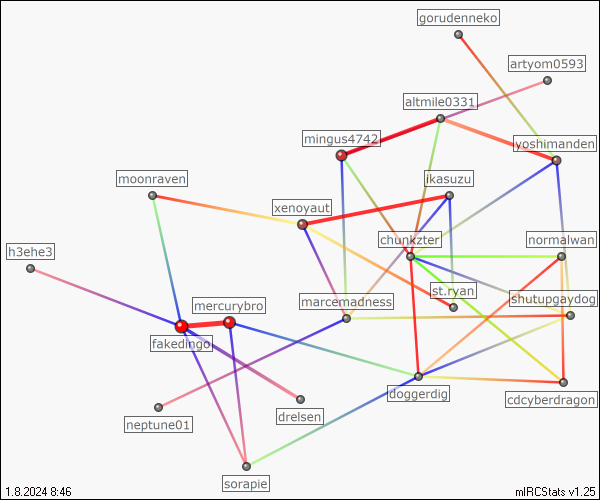 gorudenneko
artyom0593
altmile0331
mingus4742
yoshimanden
moonraven
ikasuzu
xenoyaut
chunkzter
normalwan
h3ehe3
st.ryan
mercurybro
marcemadness
shutupgaydog
fakedingo
doggerdig
cdcyberdragon
drelsen
neptune01
sorapie
1.8.2024 8:46
mIRCStats v1.25